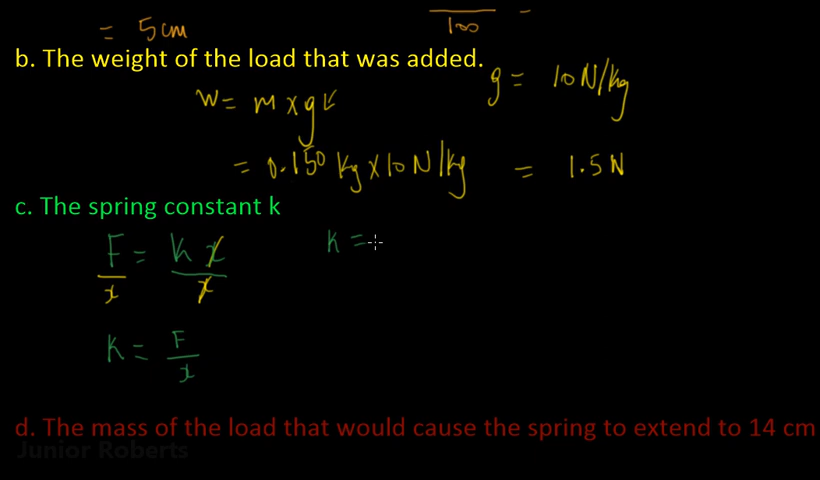 = 5cm
100 =
b. The weight of the load that was added.
g = 10N/kg
W = m x g
= 0.150 kg x 10 N/kg = 1.5 N
c. The spring constant k
F = k x k =
x x
k = F
x
d. The mass of the load that would cause the spring to extend to 14 cm
Junior Roberts